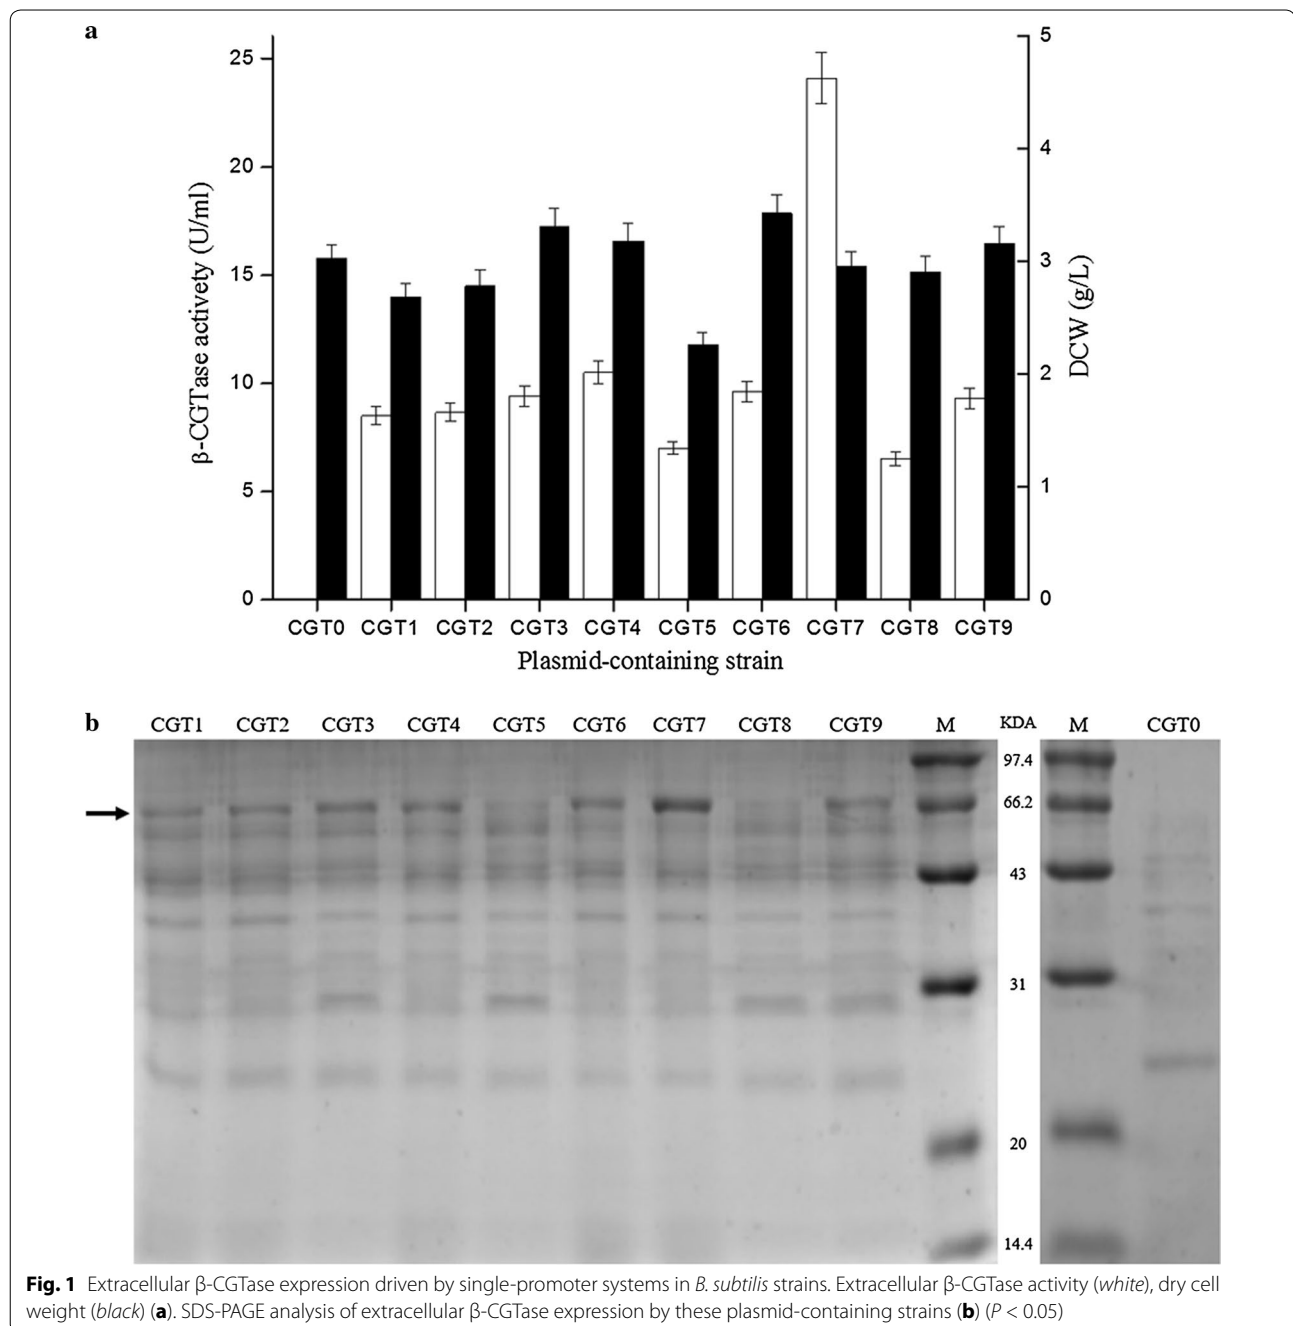 a
25
20
15
10
5
0
β-CGTase activety (U/ml)
5
4
3
2
1
0
DCW (g/L)
CGT0 CGT1 CGT2 CGT3 CGT4 CGT5 CGT6 CGT7 CGT8 CGT9
Plasmid-containing strain
b CGT1 CGT2 CGT3 CGT4 CGT5 CGT6 CGT7 CGT8 CGT9 M KDA M CGT0
97.4
66.2
43
31
20
14.4
Fig. 1 Extracellular β-CGTase expression driven by single-promoter systems in B. subtilis strains. Extracellular β-CGTase activity (white), dry cell
weight (black) (a). SDS-PAGE analysis of extracellular β-CGTase expression by these plasmid-containing strains (b) (P < 0.05)